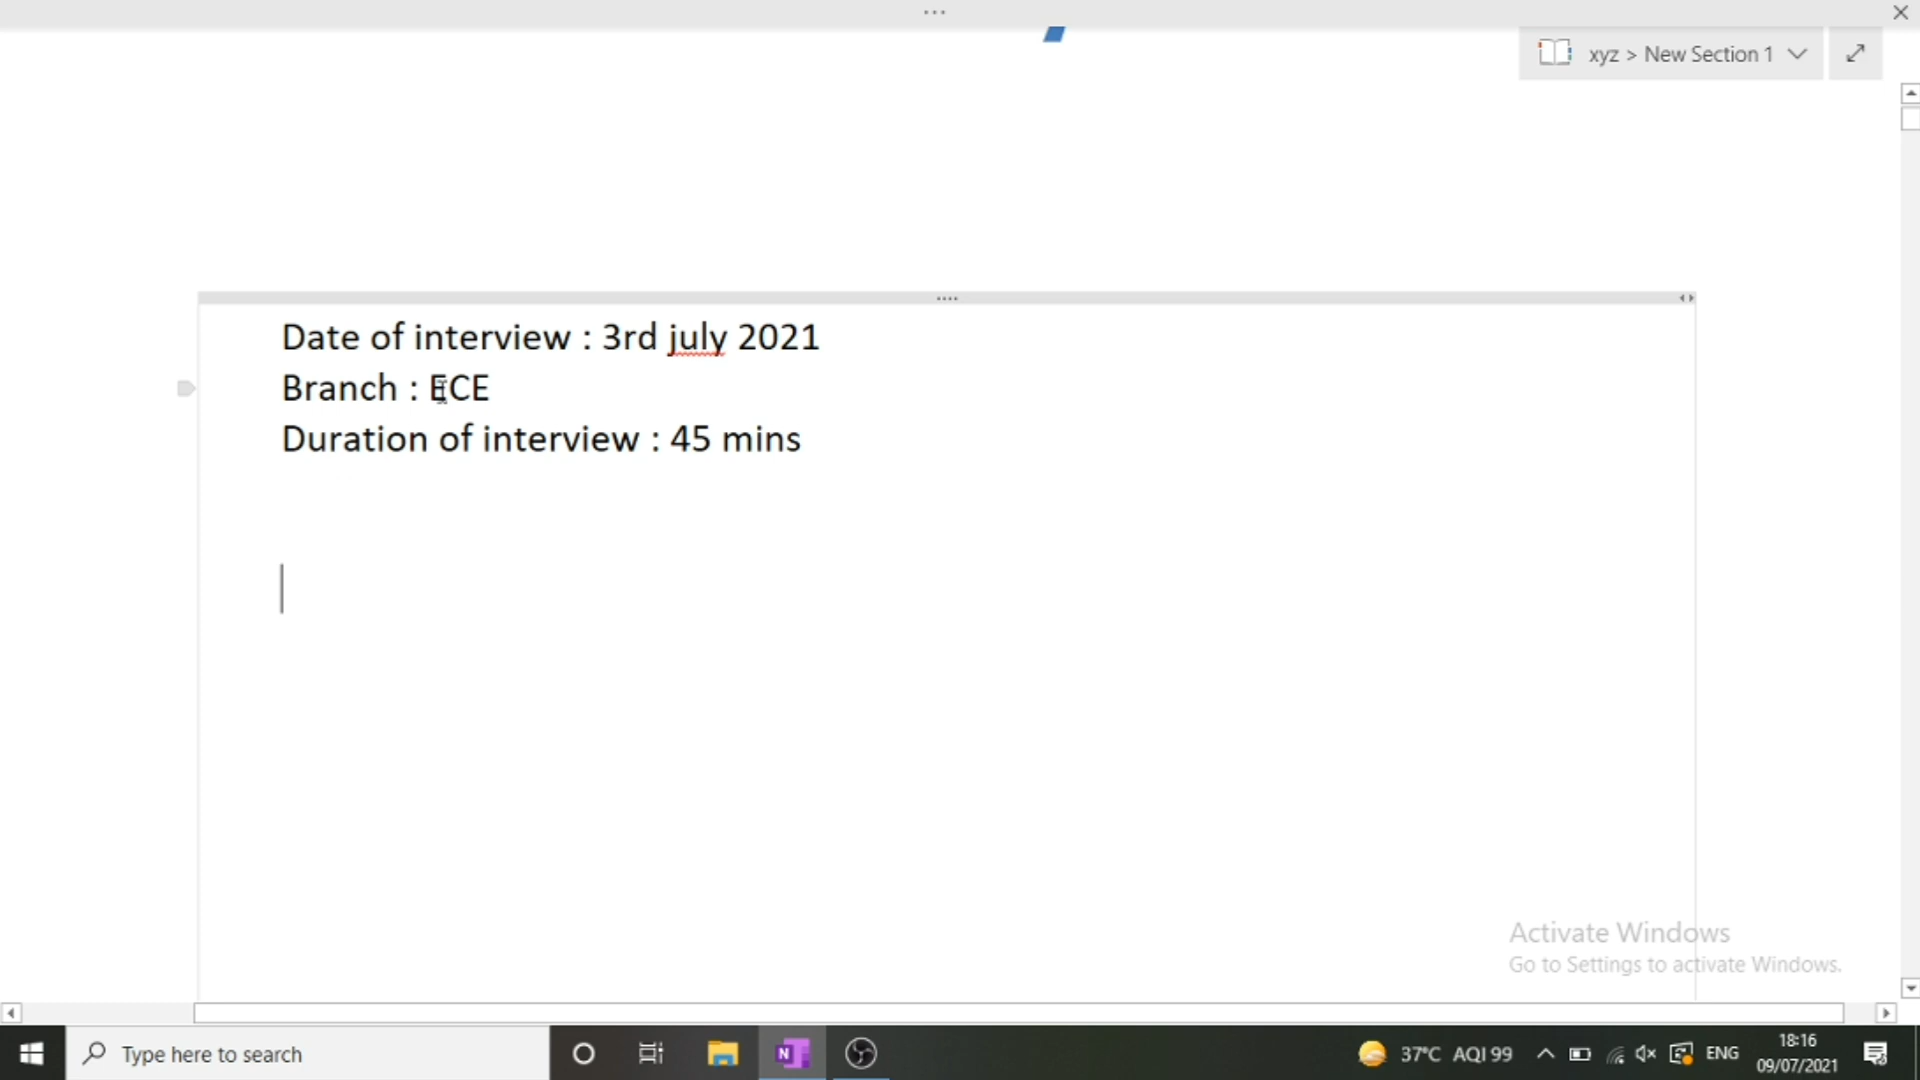 xyz > New Section 1
Date of interview : 3rd july 2021
Branch : ECE
Duration of interview : 45 mins
Activate Windows
Go to Settings to activate Windows.
Type here to search
N
37°C AQI 99
ENG
18:16
09/07/2021